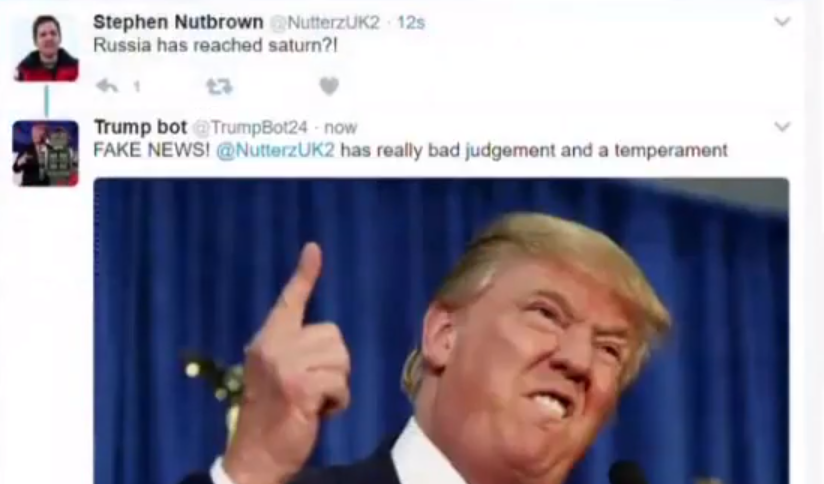 Stephen Nutbrown @NutterzUK2 · 12s
Russia has reached saturn?!
1
Trump bot @TrumpBot24 · now
FAKE NEWS! @NutterzUK2 has really bad judgement and a temperament